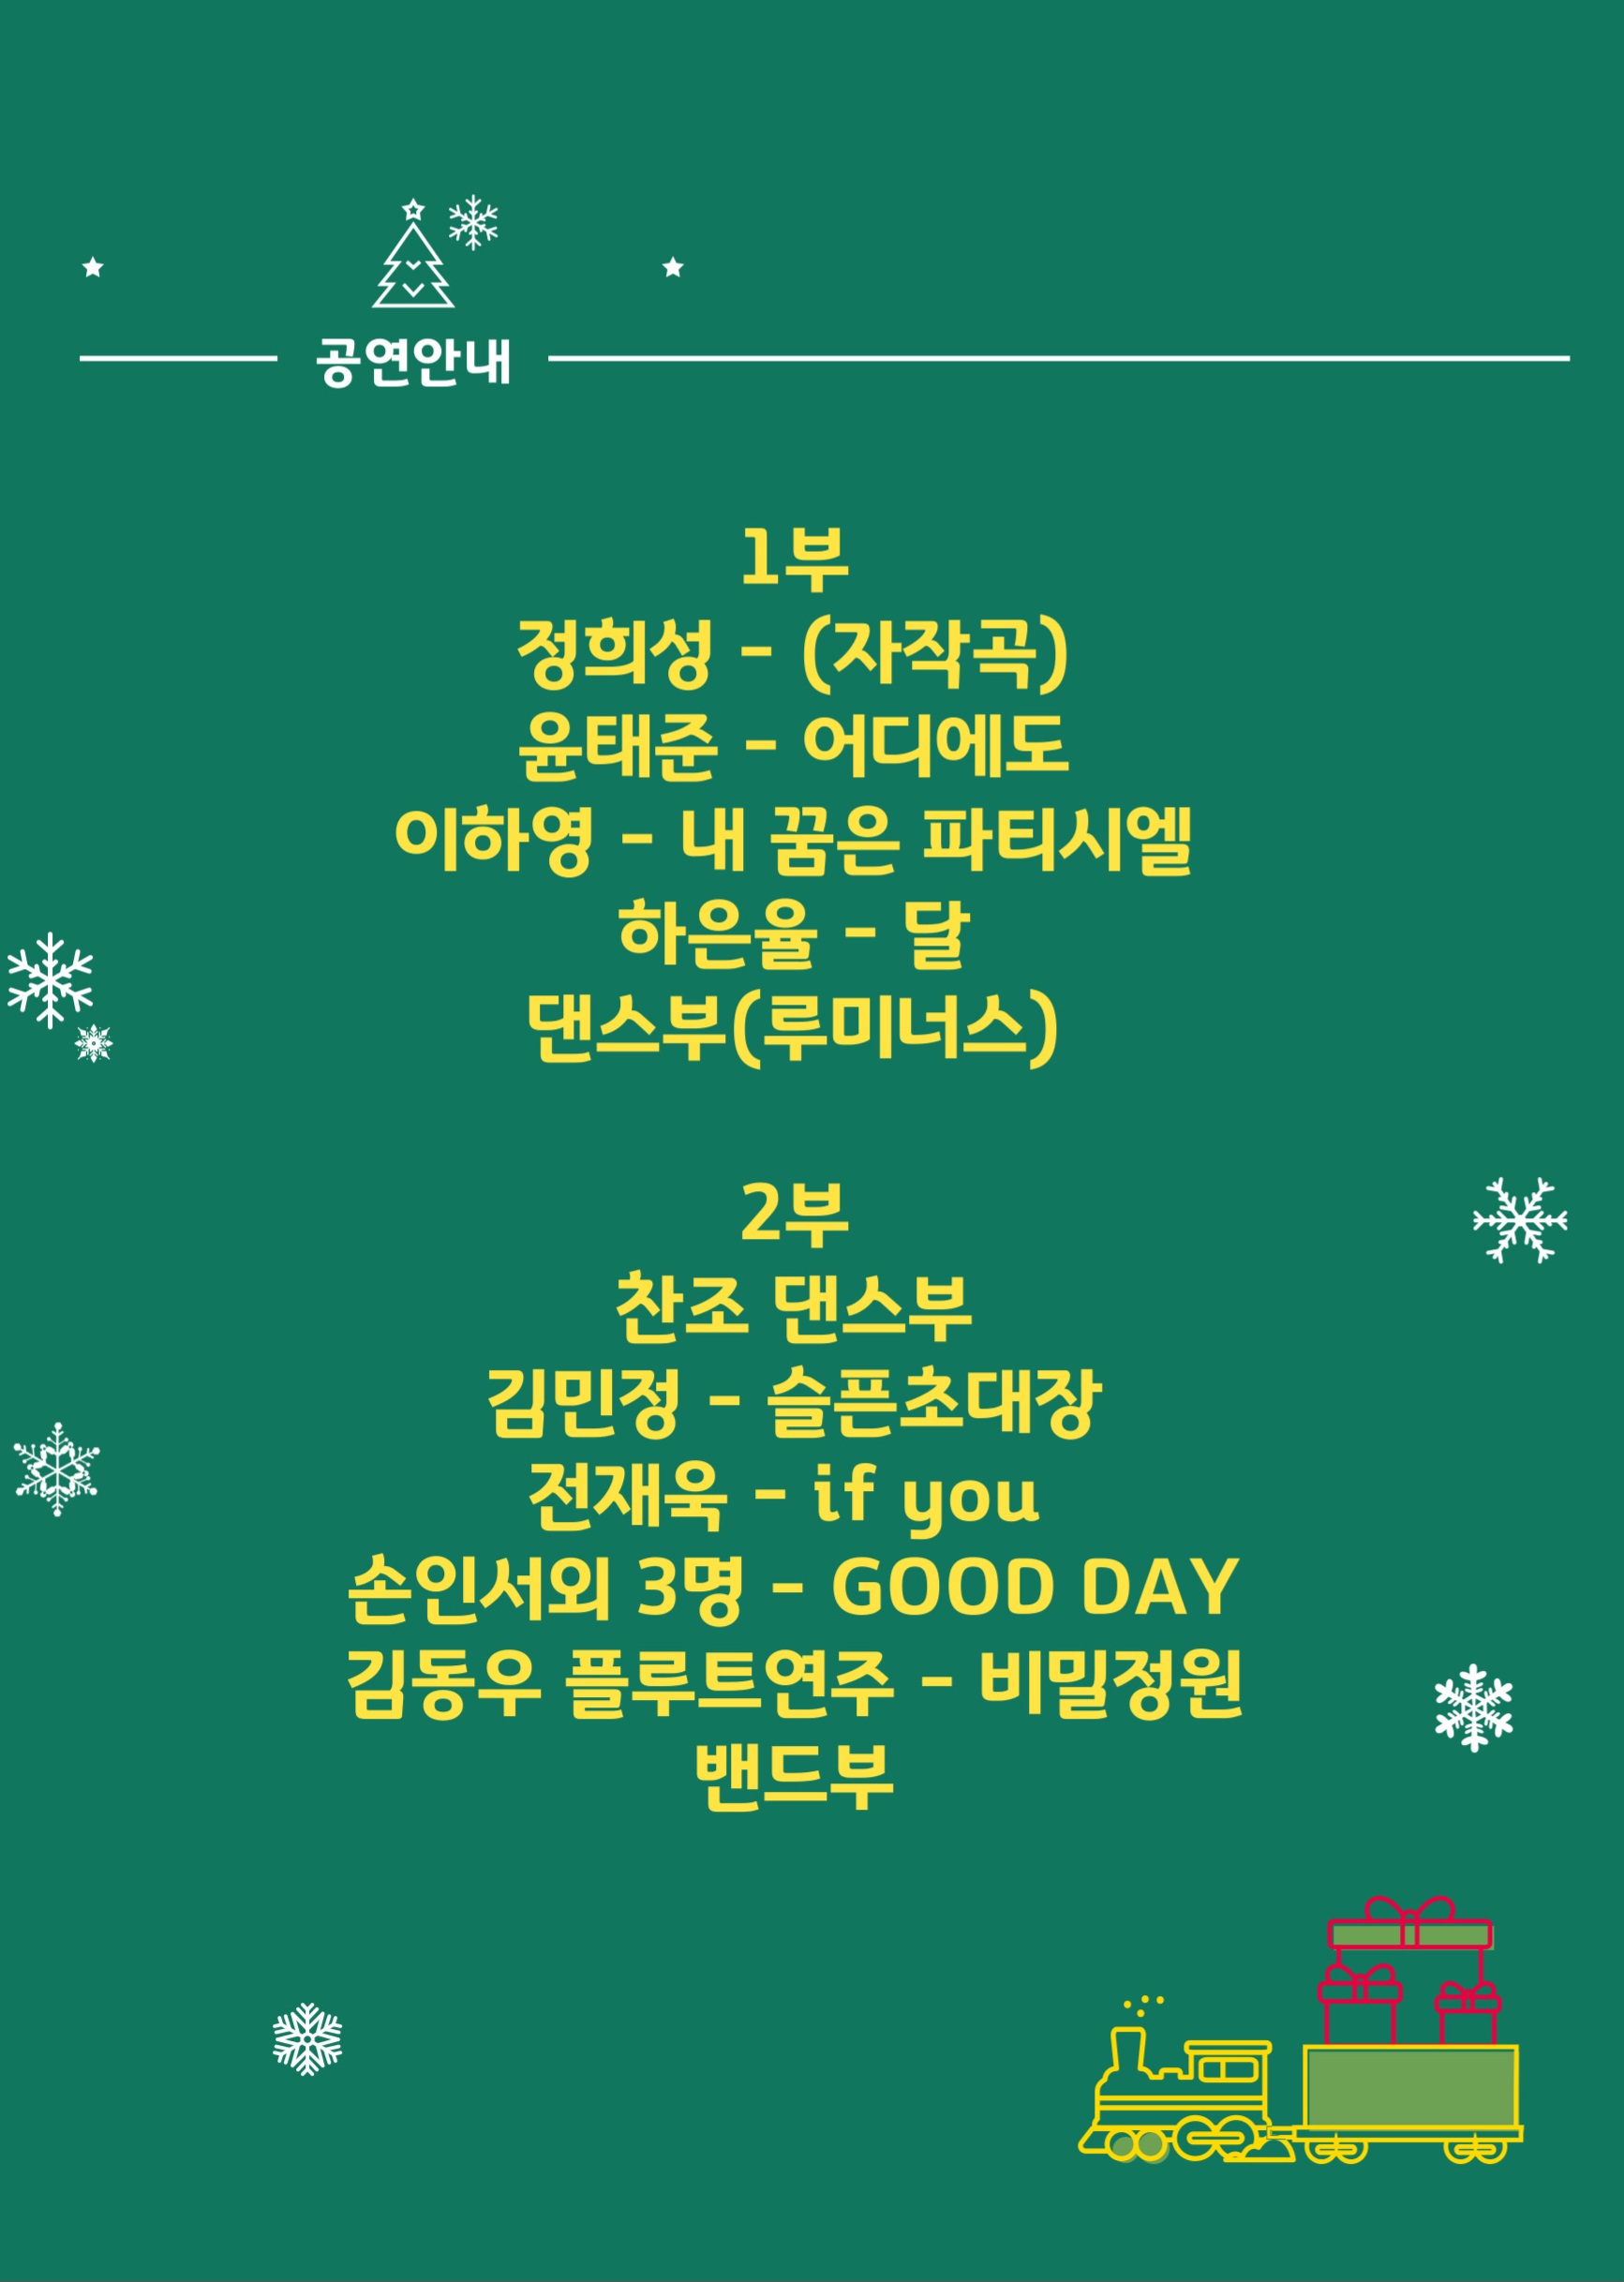 공연안내
1부
정희성 - (자작곡)
윤태준 - 어디에도
이하영 - 내 꿈은 파티시엘
하은율 - 달
댄스부(루미너스)
2부
찬조 댄스부
김민정 - 슬픈초대장
전재욱 - if you
손인서외 3명 - GOOD DAY
김동우 플루트연주 - 비밀정원
밴드부